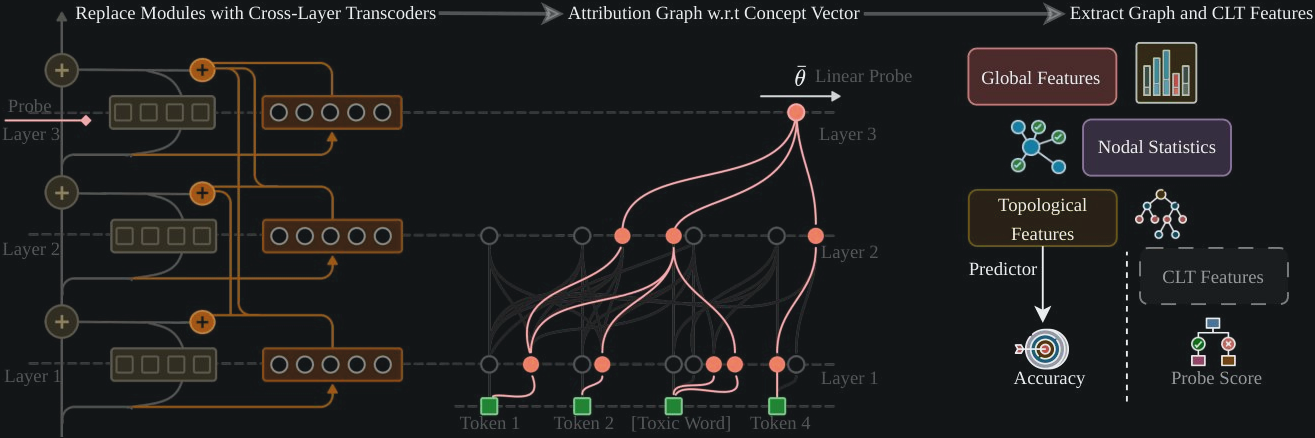 Replace Modules with Cross-Layer Transcoders
Attribution Graph w.r.t Concept Vector
Extract Graph and CLT Features
Probe
Layer 3
Layer 2
Layer 1
θ̄ Linear Probe
Layer 3
Layer 2
Layer 1
Token 1
Token 2
[Toxic Word]
Token 4
Global Features
Nodal Statistics
Topological
Features
Predictor
CLT Features
Accuracy
Probe Score